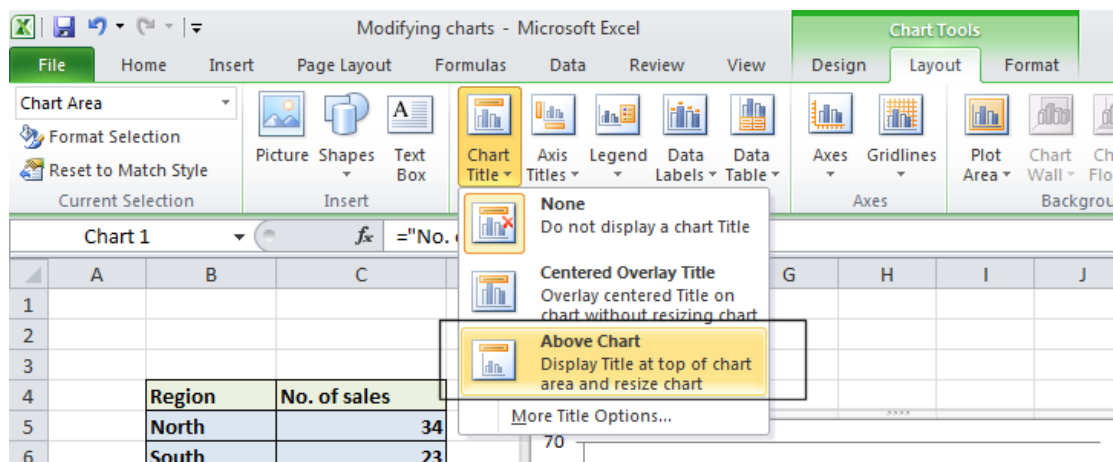 Modifying charts - Microsoft Excel
Chart Tools
File Home Insert Page Layout Formulas Data Review View Design Layout Format
Chart Area
Format Selection
Reset to Match Style
Current Selection
Picture Shapes Text Box
Insert
Chart Title Axis Titles Legend Data Labels Data Table
Axes Gridlines
Axes
Plot Area Chart Wall
None
Do not display a chart Title
Centered Overlay Title
Overlay centered Title on
chart without resizing chart
Above Chart
Display Title at top of chart
area and resize chart
More Title Options...
Chart 1 fx ="No.
A B C G H I J
1
2
3
4 Region No. of sales
5 North 34
6 South 23
70